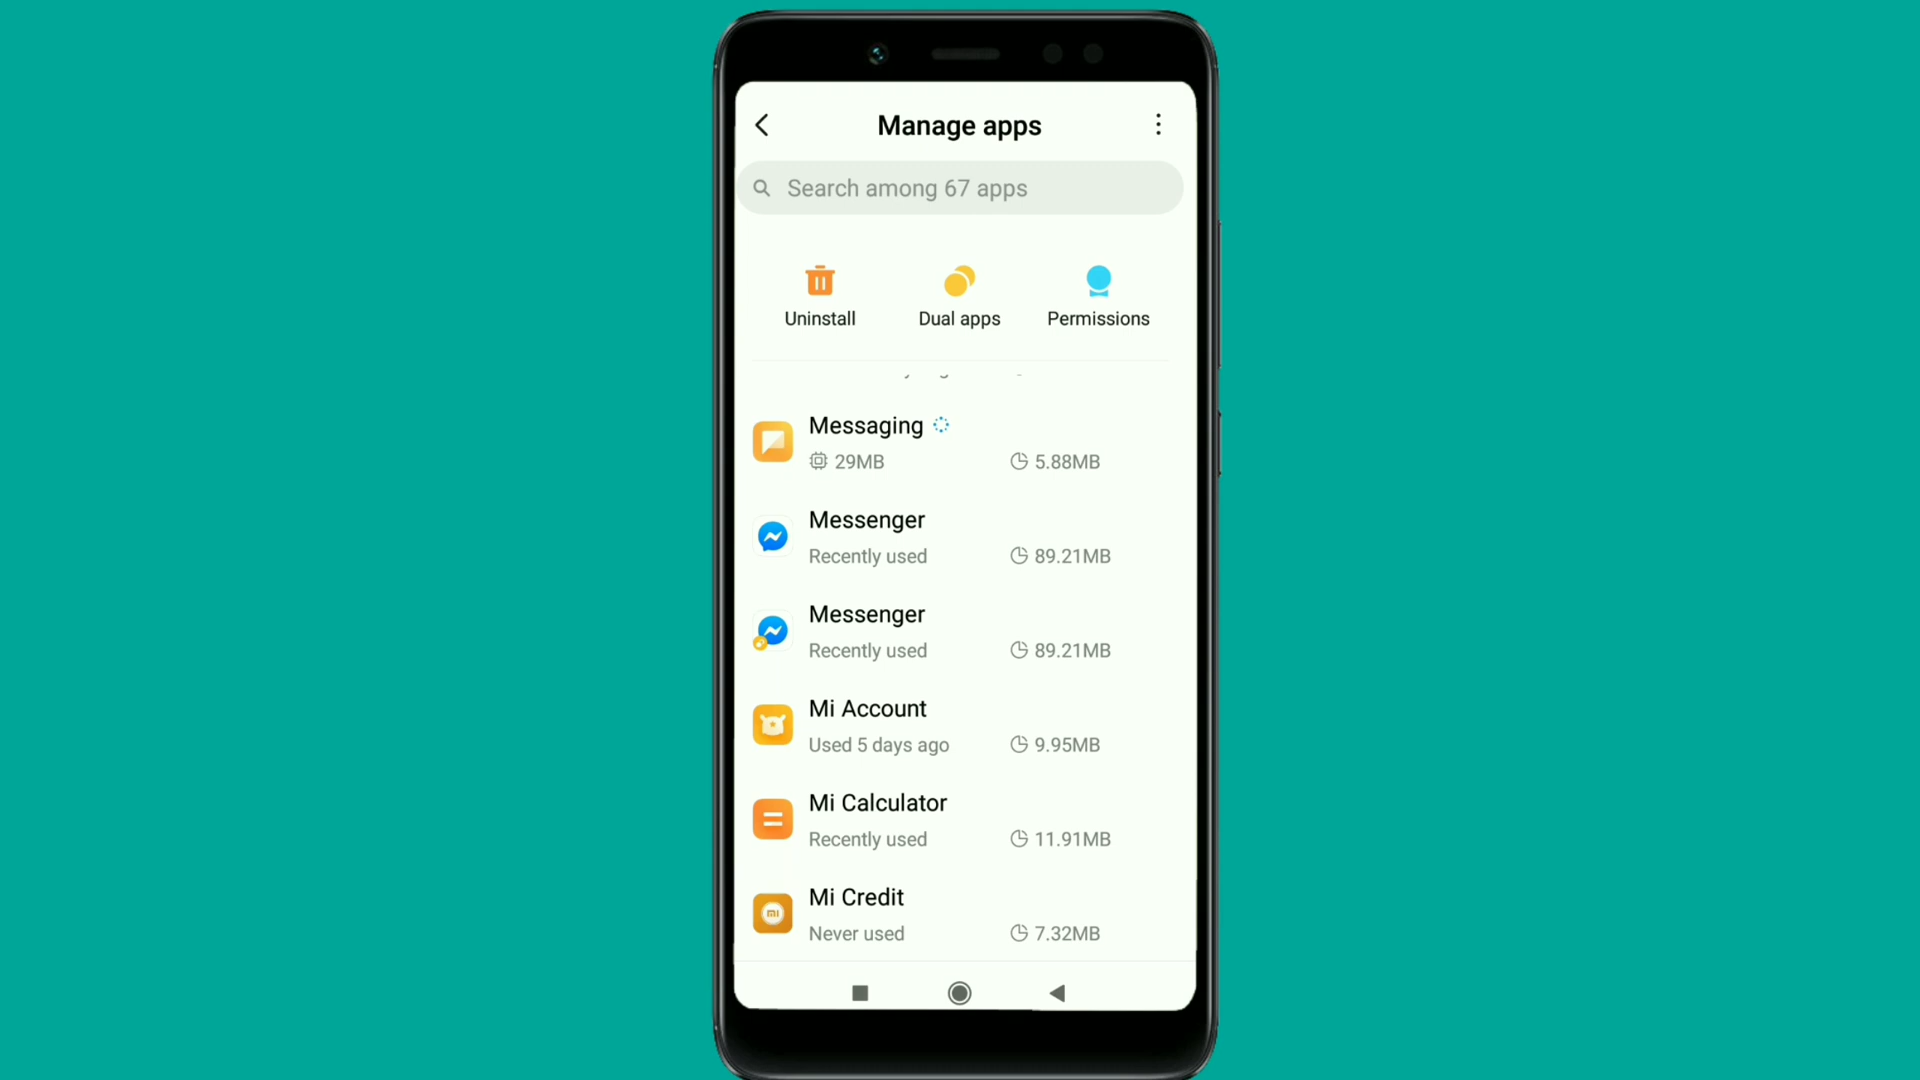 Manage apps
Search among 67 apps
Uninstall
Dual apps
Permissions
Messaging
29MB
5.88MB
Messenger
Recently used
89.21MB
Messenger
Recently used
89.21MB
Mi Account
Used 5 days ago
9.95MB
Mi Calculator
Recently used
11.91MB
Mi Credit
Never used
7.32MB